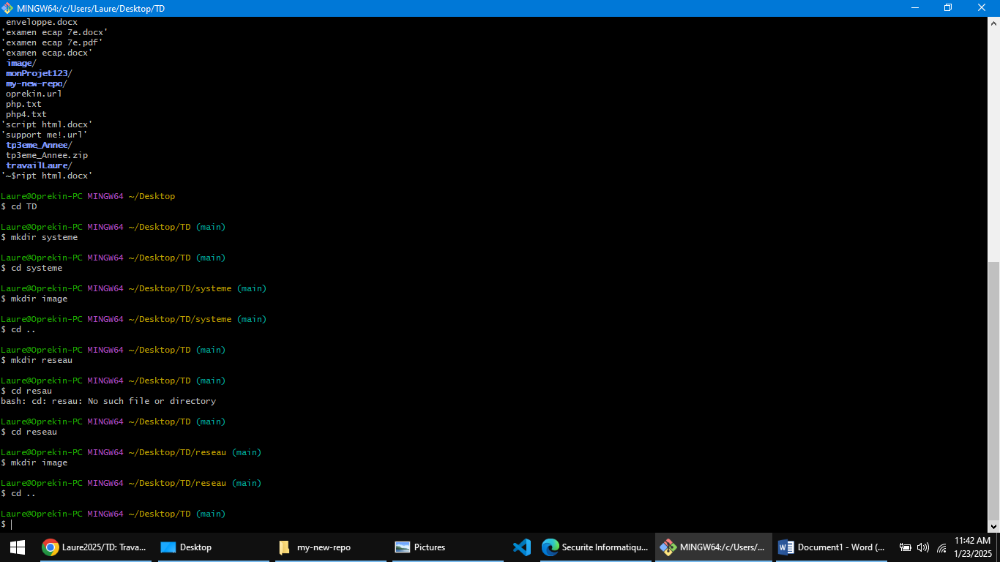 MINGW64:/c/Users/Laure/Desktop/TD
enveloppe.docx
'examen ecap 7e.docx'
'examen ecap 7e.pdf'
'examen ecap.docx'
image/
monProjet123/
my-new-repo/
oprekin.url
php.txt
php4.txt
'script html.docx'
'support me!.url'
tp3eme_Annee/
tp3eme_Annee.zip
travailLaure/
'~$ript html.docx'
Laure@Oprekin-PC MINGW64 ~/Desktop
$ cd TD
Laure@Oprekin-PC MINGW64 ~/Desktop/TD (main)
$ mkdir systeme
Laure@Oprekin-PC MINGW64 ~/Desktop/TD (main)
$ cd systeme
Laure@Oprekin-PC MINGW64 ~/Desktop/TD/systeme (main)
$ mkdir image
Laure@Oprekin-PC MINGW64 ~/Desktop/TD/systeme (main)
$ cd ..
Laure@Oprekin-PC MINGW64 ~/Desktop/TD (main)
$ mkdir reseau
Laure@Oprekin-PC MINGW64 ~/Desktop/TD (main)
$ cd resau
bash: cd: resau: No such file or directory
Laure@Oprekin-PC MINGW64 ~/Desktop/TD (main)
$ cd reseau
Laure@Oprekin-PC MINGW64 ~/Desktop/TD/reseau (main)
$ mkdir image
Laure@Oprekin-PC MINGW64 ~/Desktop/TD/reseau (main)
$ cd ..
Laure@Oprekin-PC MINGW64 ~/Desktop/TD (main)
$
Laure2025/TD: Trava... Desktop my-new-repo Pictures Securite Informatiqu... MINGW64:/c/Users/... Document1 - Word (... 11:42 AM
1/23/2025